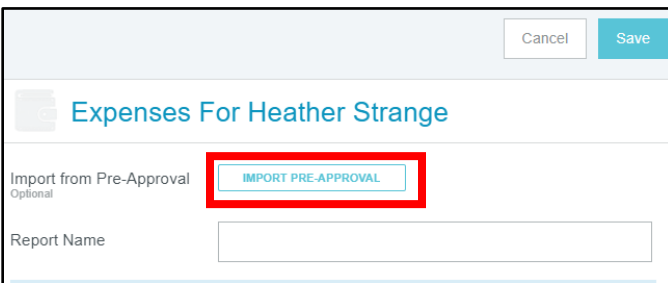 Cancel Save
Expenses For Heather Strange
Import from Pre-Approval IMPORT PRE-APPROVAL
Optional
Report Name